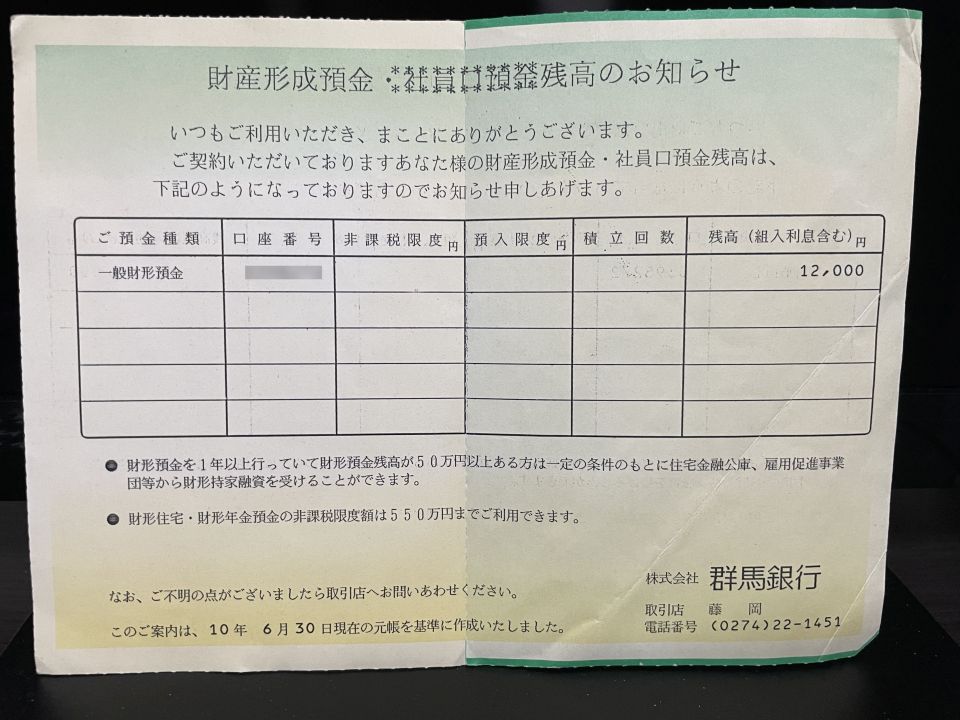 財産形成預金・社員口預金残高のお知らせ
いつもご利用いただき、まことにありがとうございます。
ご契約いただいておりますあなた様の財産形成預金・社員口預金残高は、
下記のようになっておりますのでお知らせ申しあげます。
ご預金種類 口座番号 非課税限度円 預入限度円 積立回数 残高(組入利息含む)円
一般財形預金 12,000
● 財形預金を1年以上行っていて財形預金残高が50万円以上ある方は一定の条件のもとに住宅金融公庫、雇用促進事業
団等から財形持家融資を受けることができます。
● 財形住宅・財形年金預金の非課税限度額は550万円までご利用できます。
なお、ご不明の点がございましたら取引店へお問いあわせください。
このご案内は、10年 6月30日現在の元帳を基準に作成いたしました。
株式会社 群馬銀行
取引店 藤岡
電話番号 (0274)22-1451